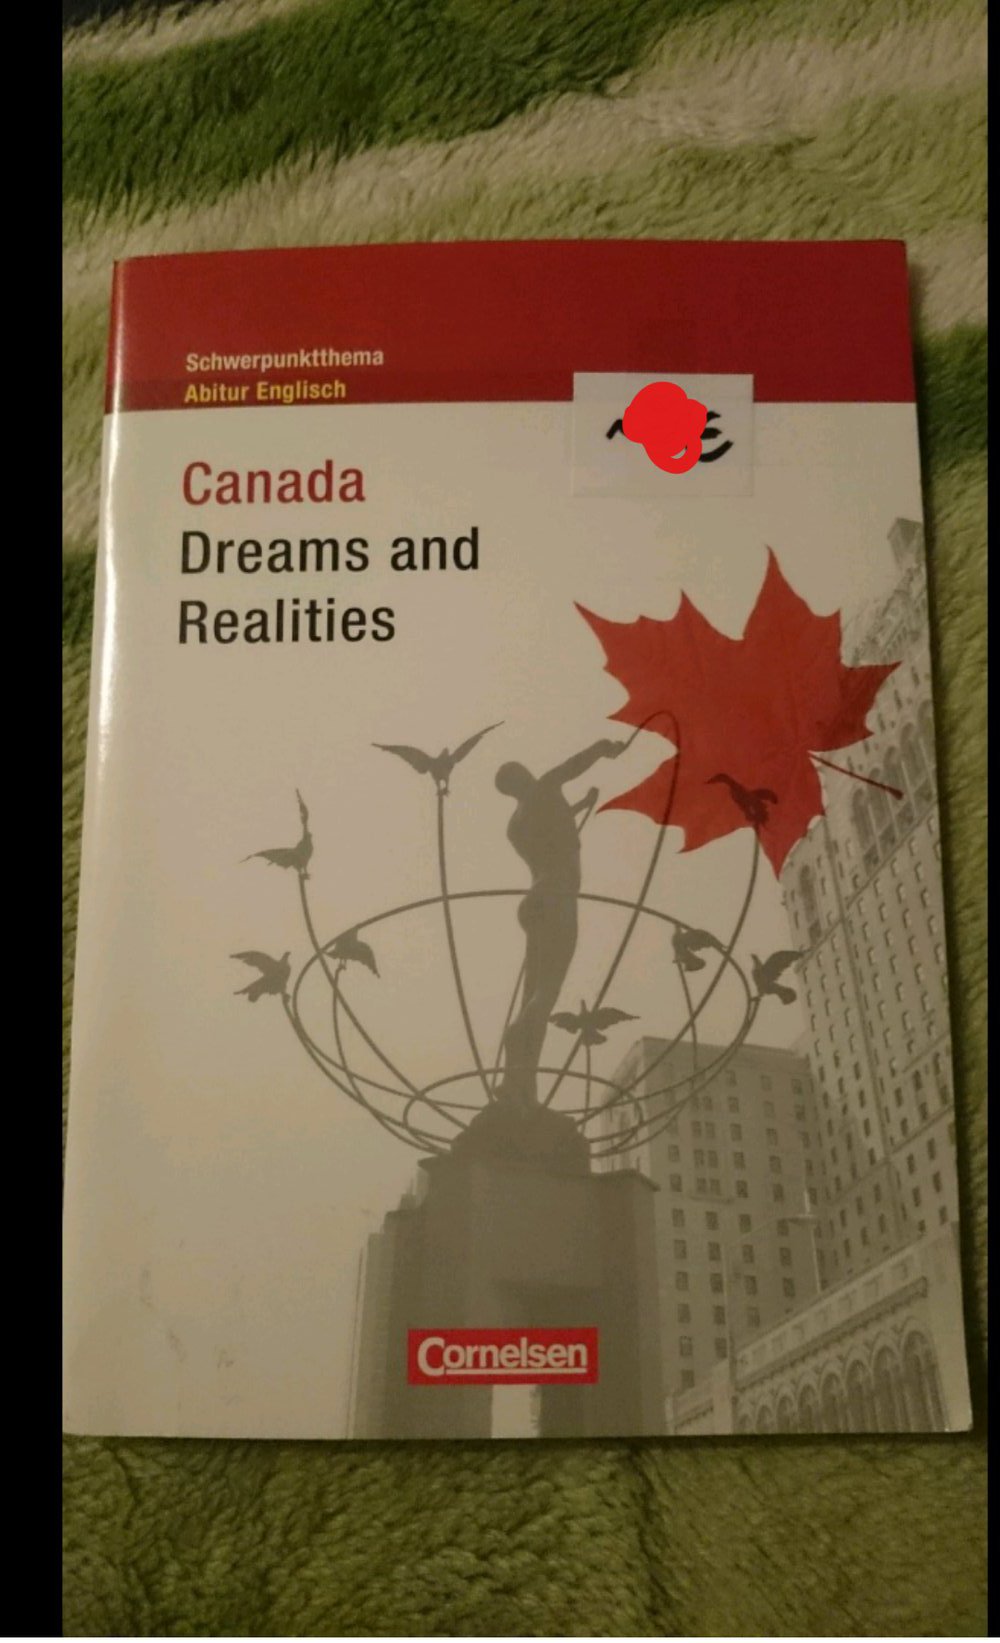 Schwerpunktthema
Abitur Englisch
Canada
Dreams and
Realities
Cornelsen